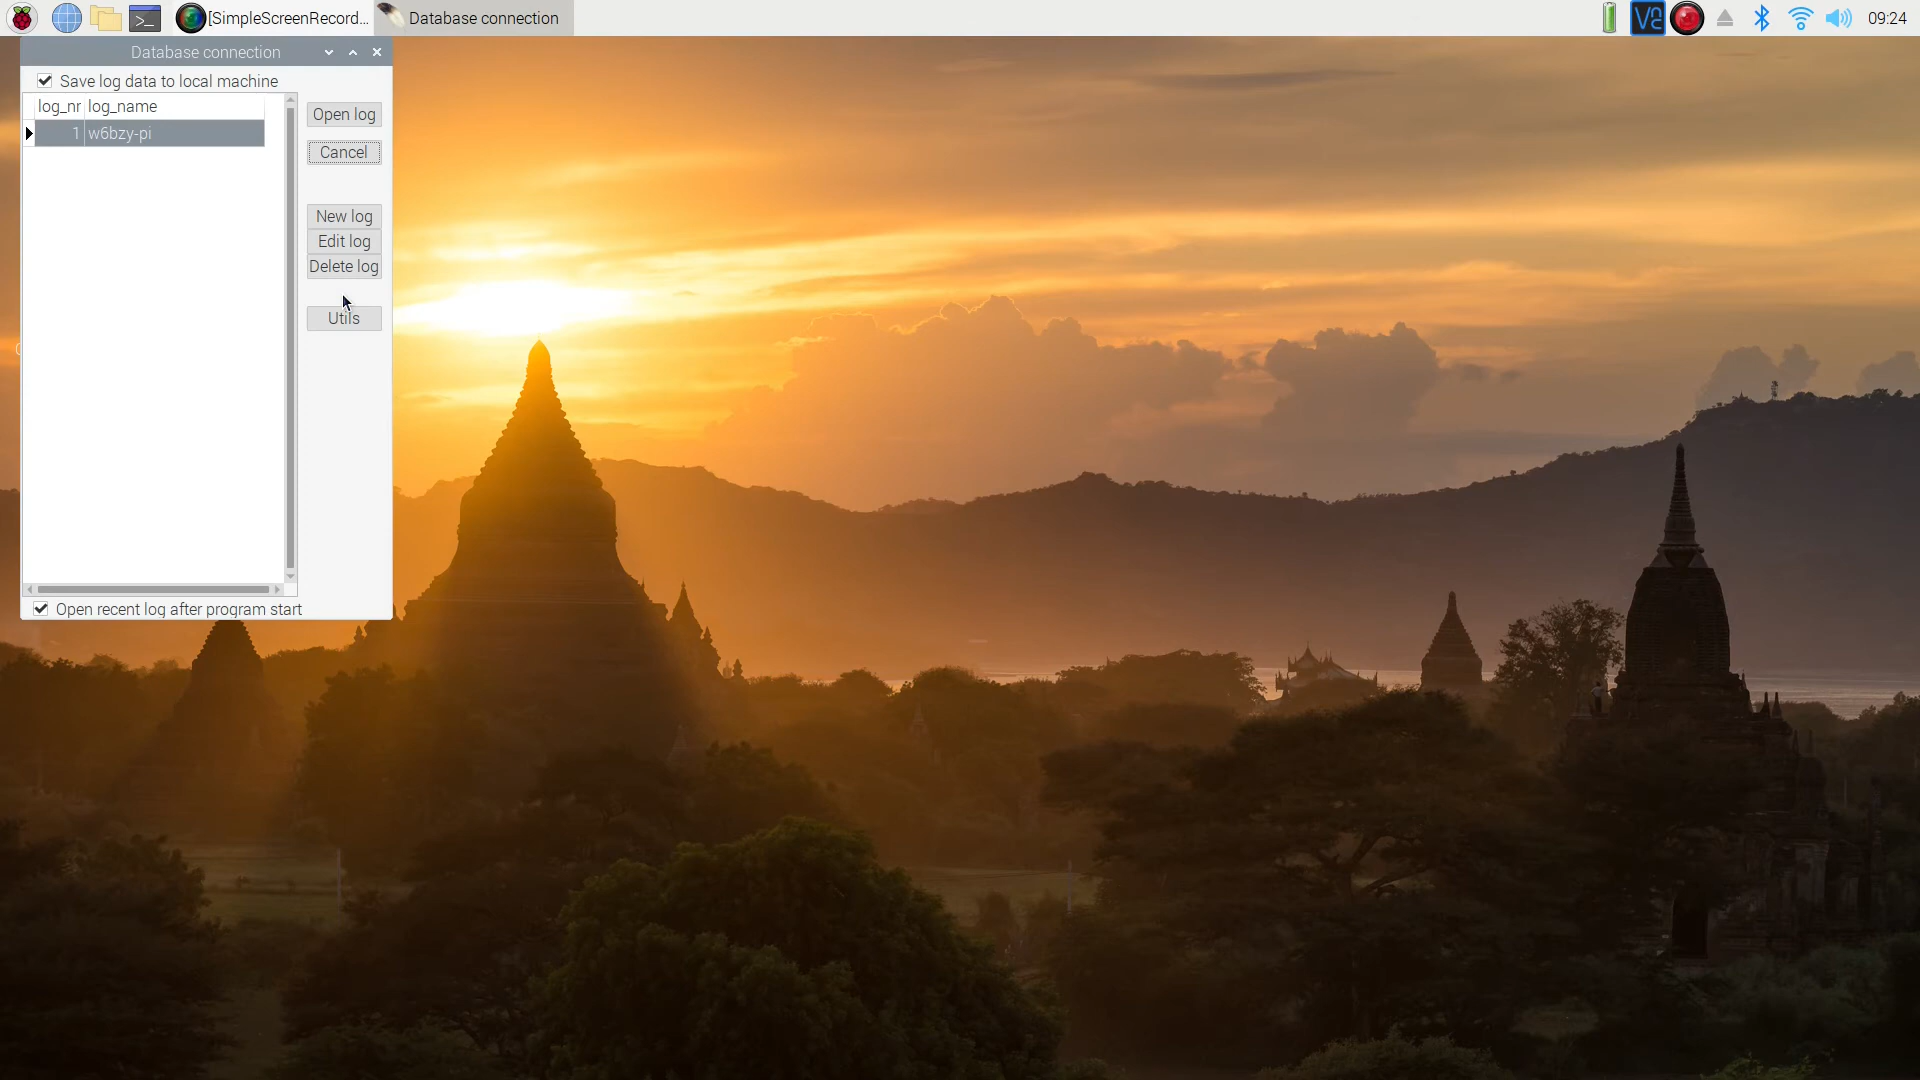 [SimpleScreenRecord... Database connection 09:24
Database connection
Save log data to local machine
log_nr log_name
1 w6bzy-pi
Open log
Cancel
New log
Edit log
Delete log
Utils
Open recent log after program start